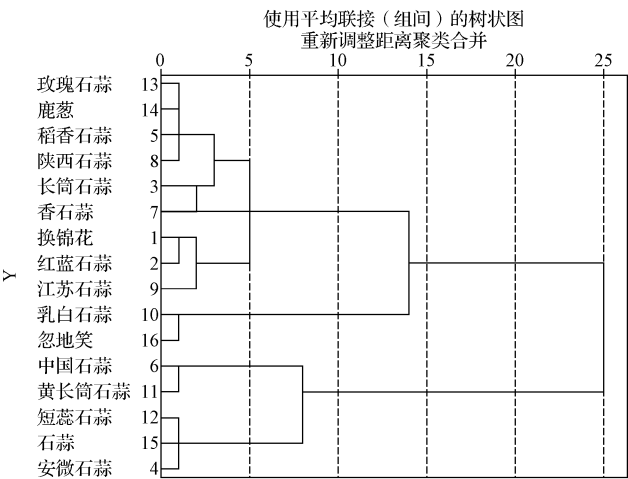 使用平均联接（组间）的树状图
重新调整距离聚类合并
0 5 10 15 20 25
玫瑰石蒜 13
鹿葱 14
稻香石蒜 5
陕西石蒜 8
长筒石蒜 3
香石蒜 7
换锦花 1
红蓝石蒜 2
江苏石蒜 9
乳白石蒜 10
忽地笑 16
中国石蒜 6
黄长筒石蒜 11
短蕊石蒜 12
石蒜 15
安微石蒜 4
Y